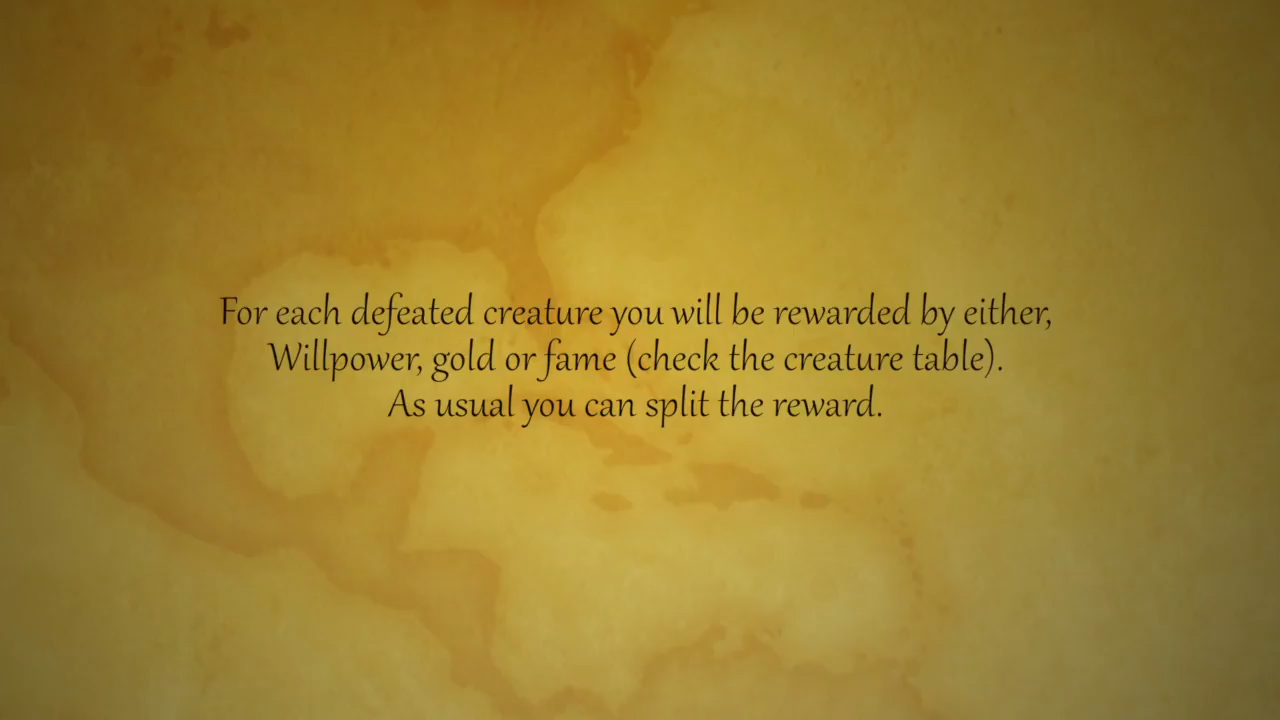 For each defeated creature you will be rewarded by either,
Willpower, gold or fame (check the creature table).
As usual you can split the reward.